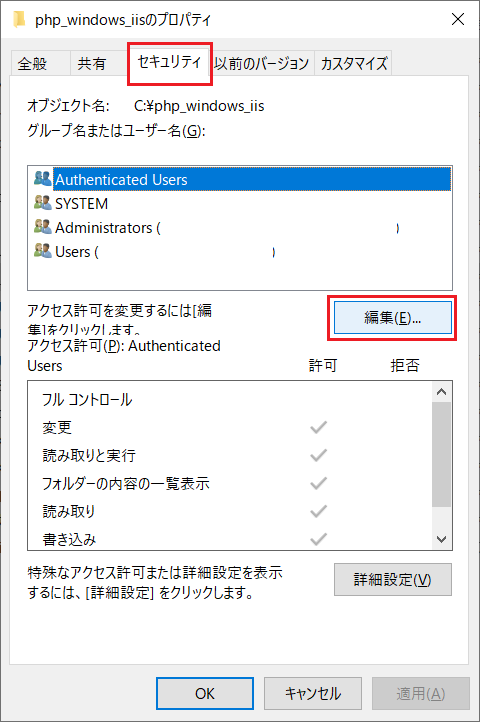 php_windows_iisのプロパティ
全般 共有 セキュリティ 以前のバージョン カスタマイズ
オブジェクト名: C:¥php_windows_iis
グループ名またはユーザー名(G):
Authenticated Users
SYSTEM
Administrators ( )
Users ( )
アクセス許可を変更するには[編
集]をクリックします。
編集(E)...
アクセス許可(P): Authenticated
Users 許可 拒否
フル コントロール
変更
読み取りと実行
フォルダーの内容の一覧表示
読み取り
書き込み
特殊なアクセス許可または詳細設定を表示
するには、[詳細設定] をクリックします。
詳細設定(V)
OK キャンセル 適用(A)